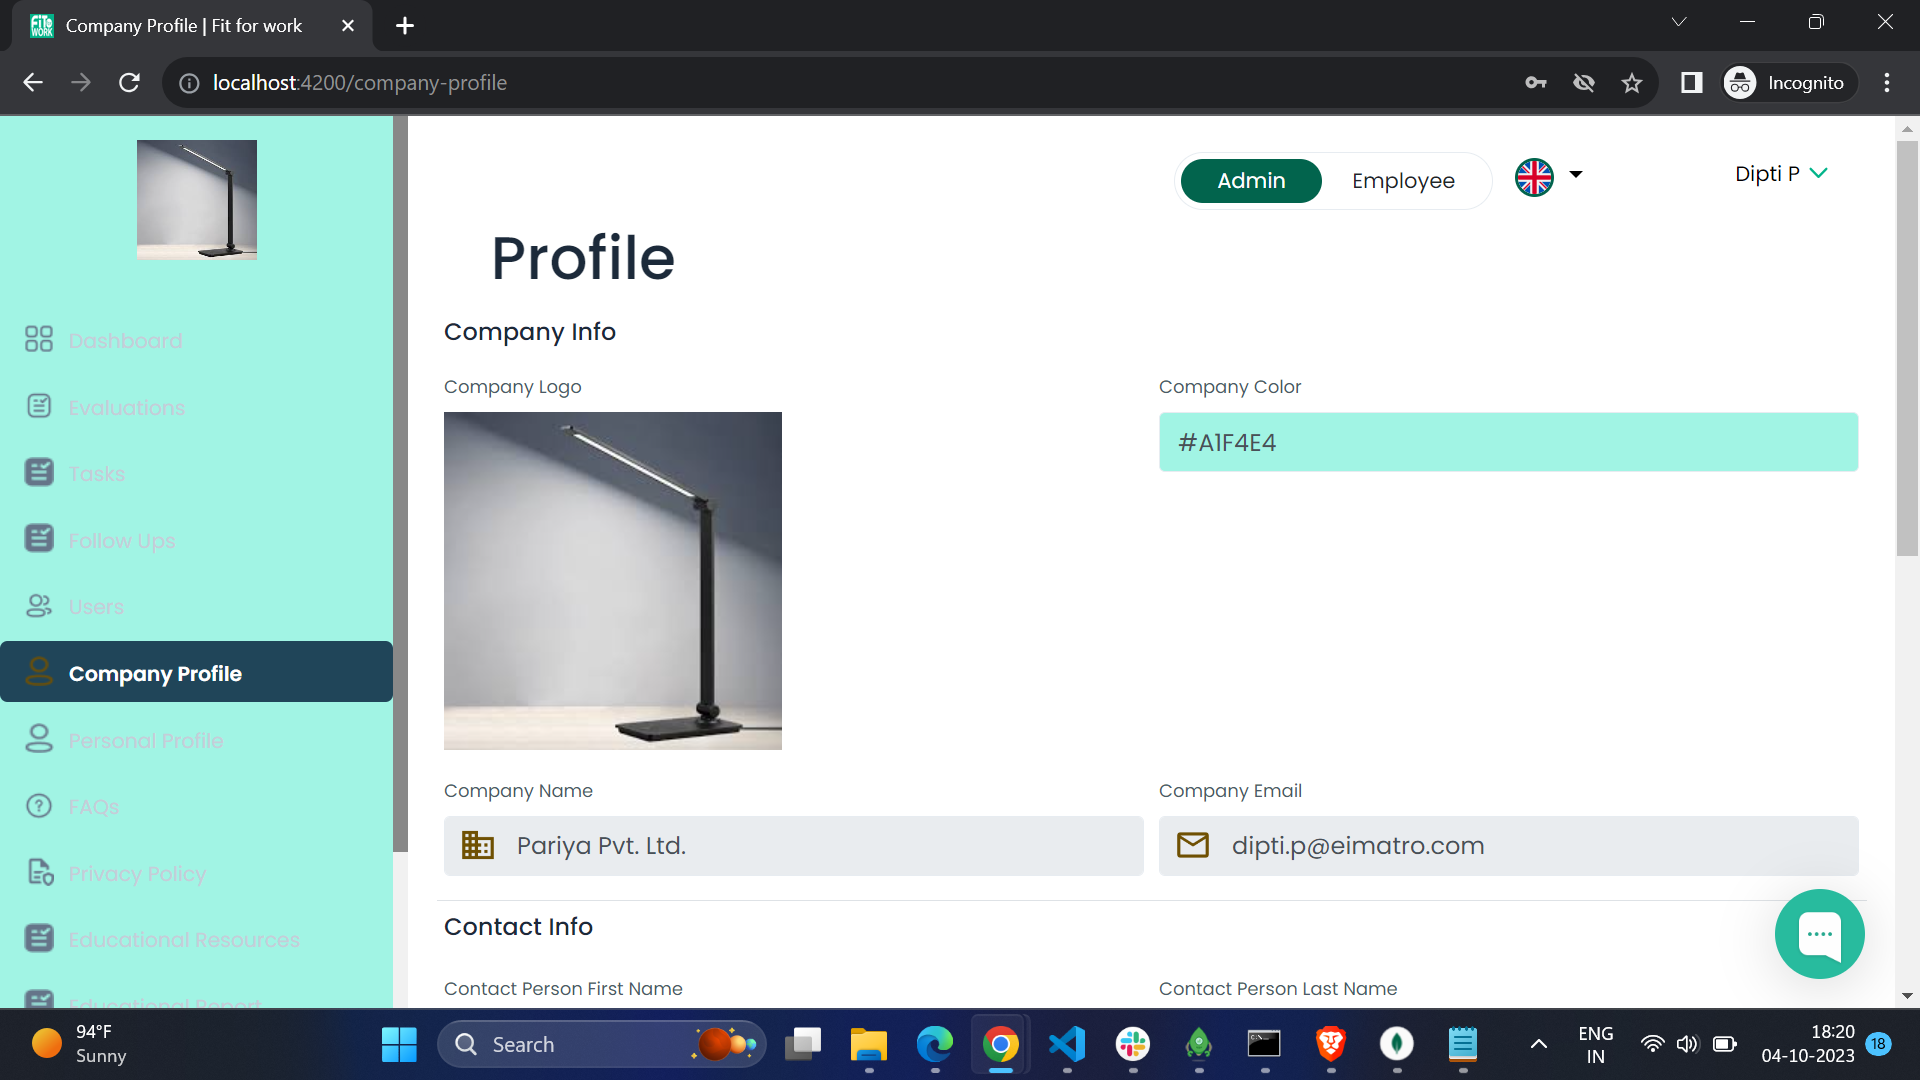 FiT WORK
Company Profile | Fit for work
localhost:4200/company-profile
Incognito
Admin
Employee
Dipti P
Profile
Dashboard
Evaluations
Tasks
Follow Ups
Users
Company Profile
Personal Profile
FAQs
Privacy Policy
Educational Resources
Educational Report
Company Info
Company Logo
Company Color
#A1F4E4
Company Name
Company Email
Pariya Pvt. Ltd.
dipti.p@eimatro.com
Contact Info
Contact Person First Name
Contact Person Last Name
94°F
Sunny
Search
ENG
IN
18:20
04-10-2023
18